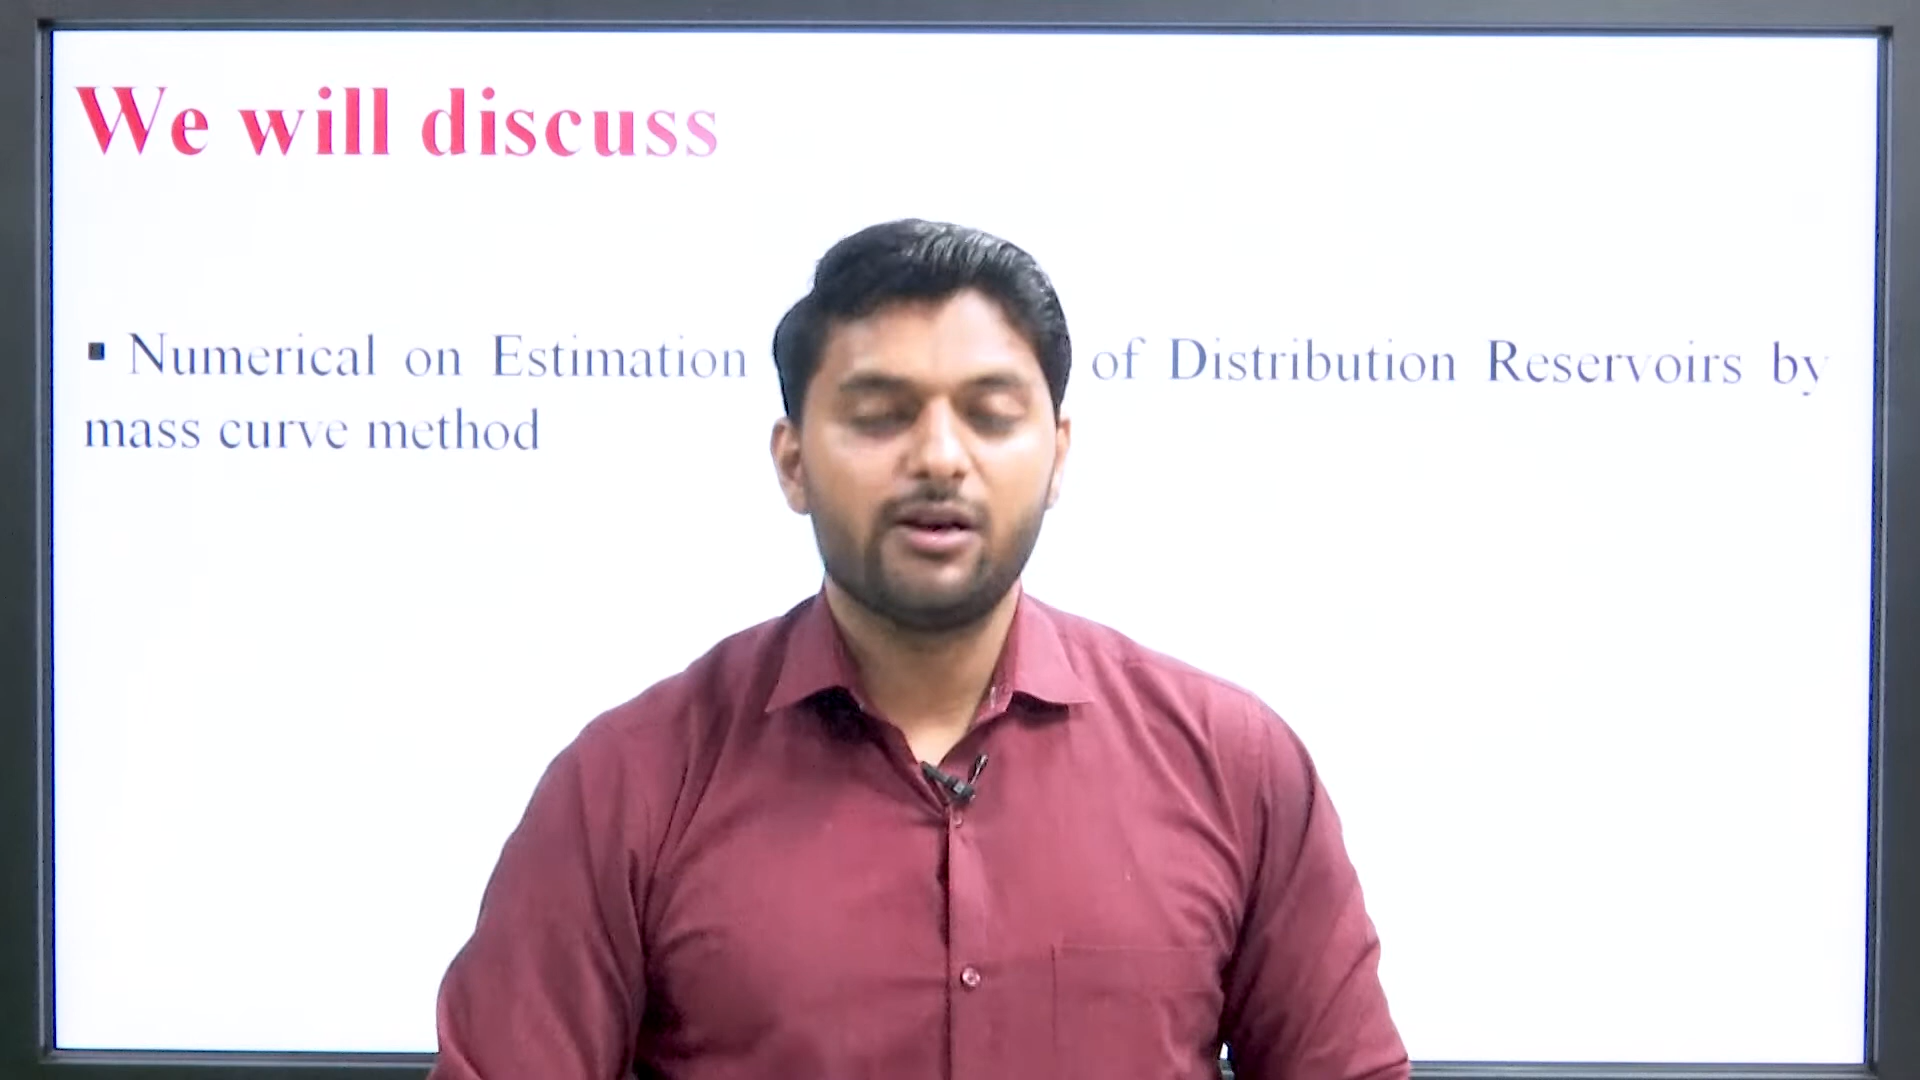 We will discuss
▪ Numerical on Estimation of Distribution Reservoirs by
mass curve method